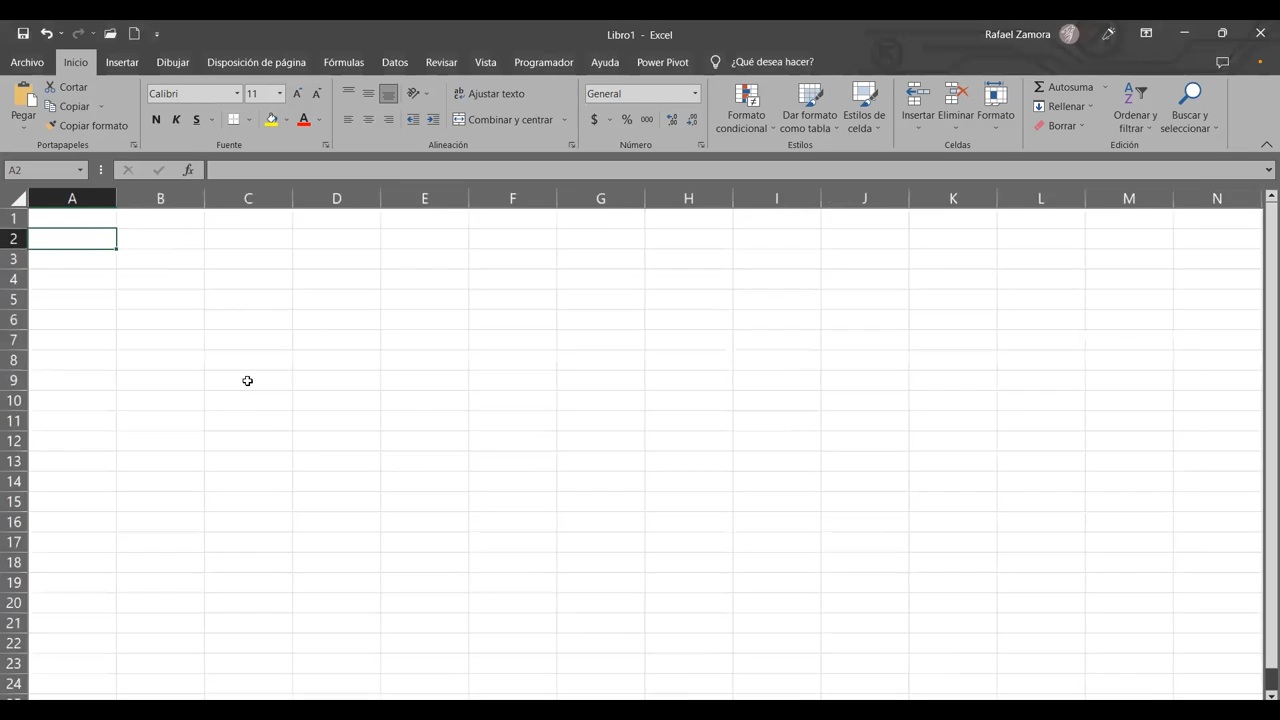 Libro1 - Excel
Rafael Zamora
Archivo Inicio Insertar Dibujar Disposición de página Fórmulas Datos Revisar Vista Programador Ayuda Power Pivot ¿Qué desea hacer?
Pegar
Cortar
Copiar
Copiar formato
Portapapeles
Calibri 11 A A
N K S A
Fuente
ab Ajustar texto
Combinar y centrar
Alineación
General
$ % 000
Número
Formato condicional
Dar formato como tabla
Estilos de celda
Estilos
Insertar Eliminar Formato
Celdas
Autosuma
Rellenar
Borrar
Ordenar y filtrar
Buscar y seleccionar
Edición
A2 fx
A B C D E F G H I J K L M N
1
2
3
4
5
6
7
8
9
10
11
12
13
14
15
16
17
18
19
20
21
22
23
24